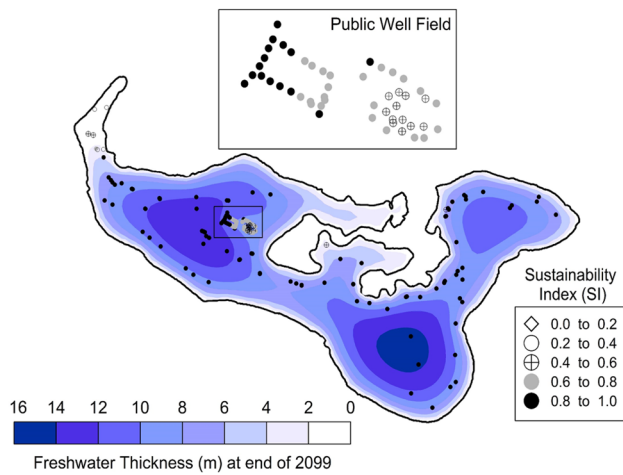 Public Well Field
Sustainability
Index (SI)
0.0 to 0.2
0.2 to 0.4
0.4 to 0.6
0.6 to 0.8
0.8 to 1.0
16 14 12 10 8 6 4 2 0
Freshwater Thickness (m) at end of 2099